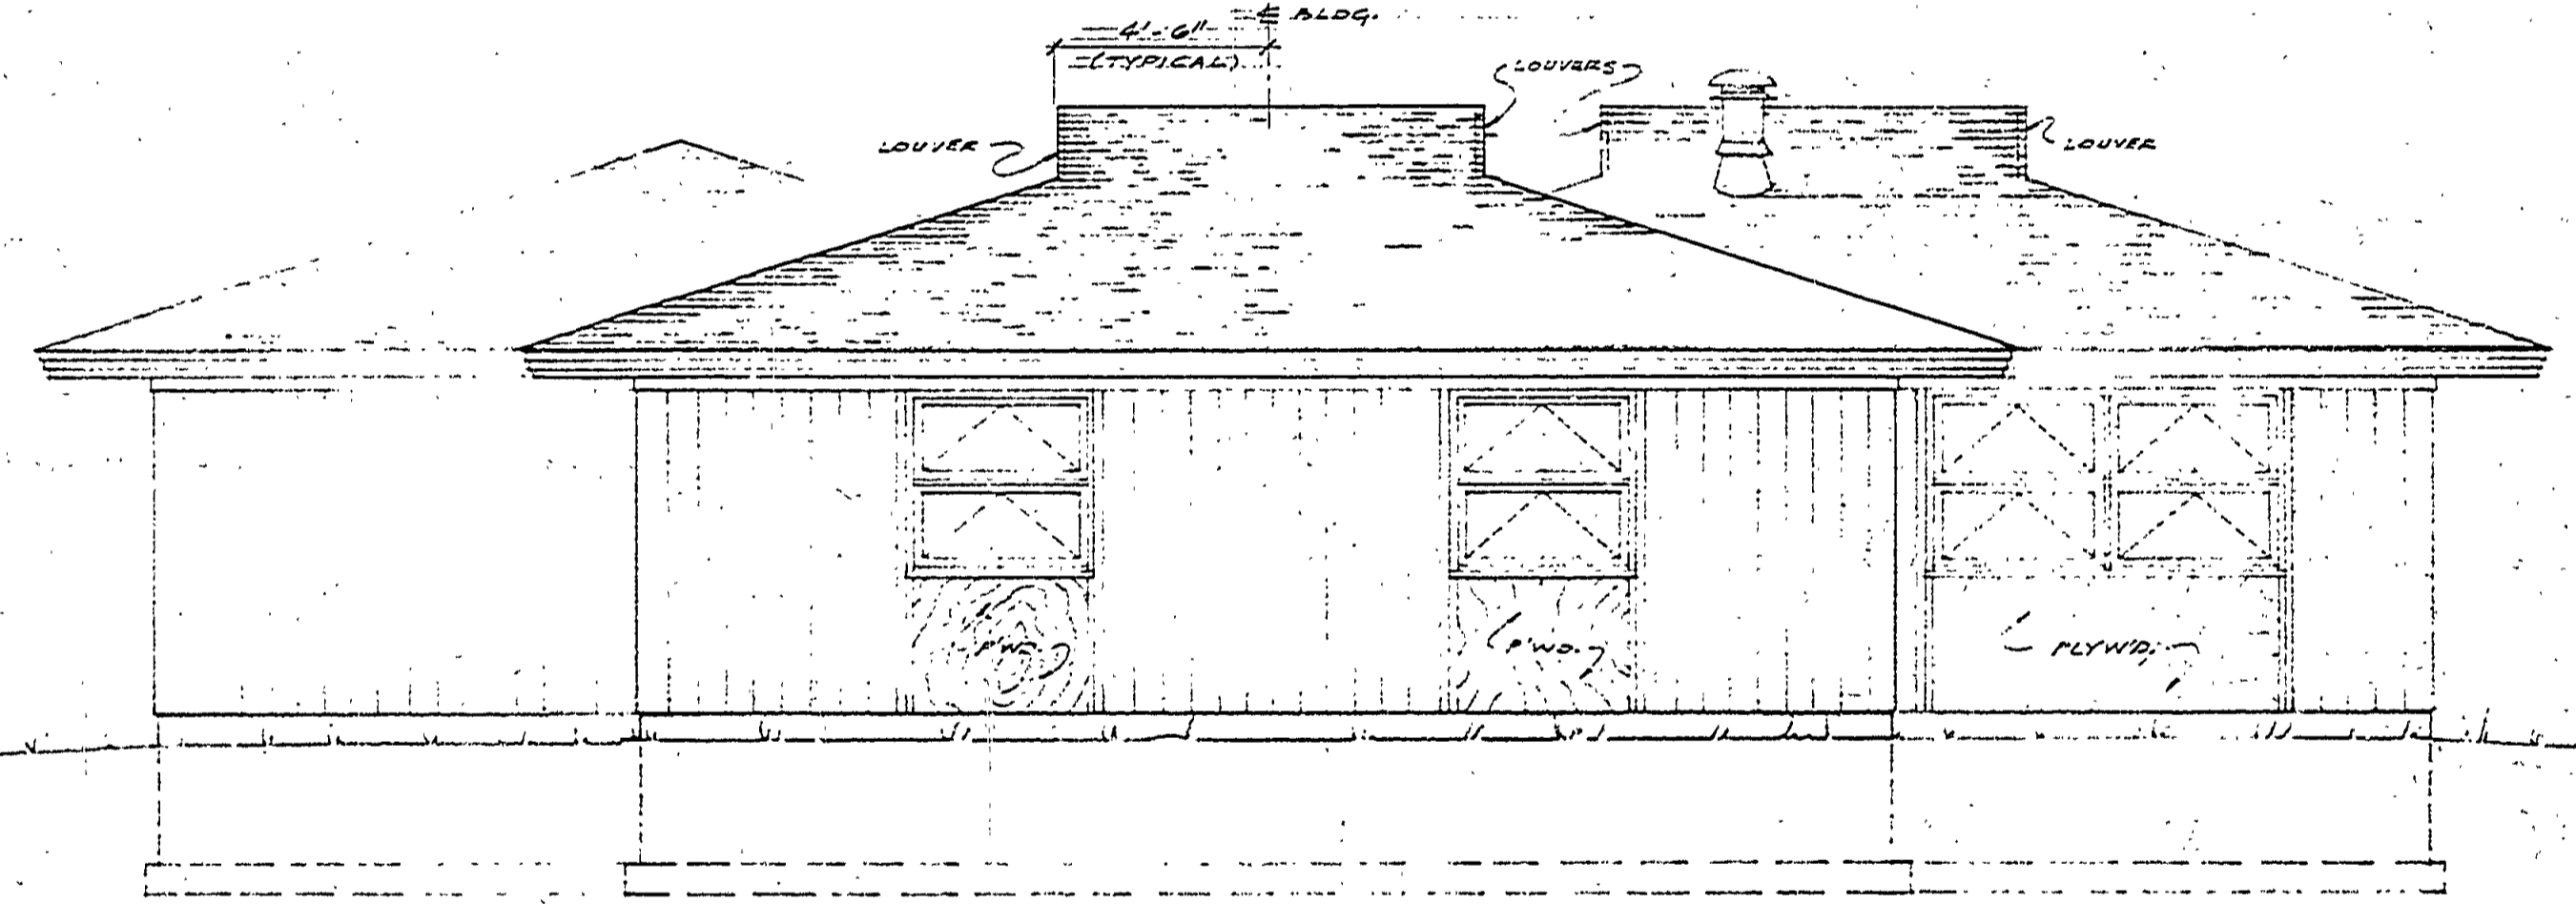 ℄ BLDG.
4'-6"
(TYPICAL)
LOUVERS
LOUVER
LOUVER
P'WD.
P'WD.
PLYWD.